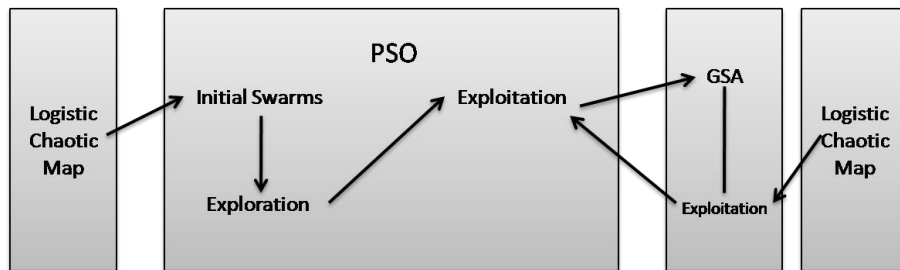 Logistic
Chaotic
Map
PSO
Initial Swarms
Exploitation
Exploration
GSA
Exploitation
Logistic
Chaotic
Map